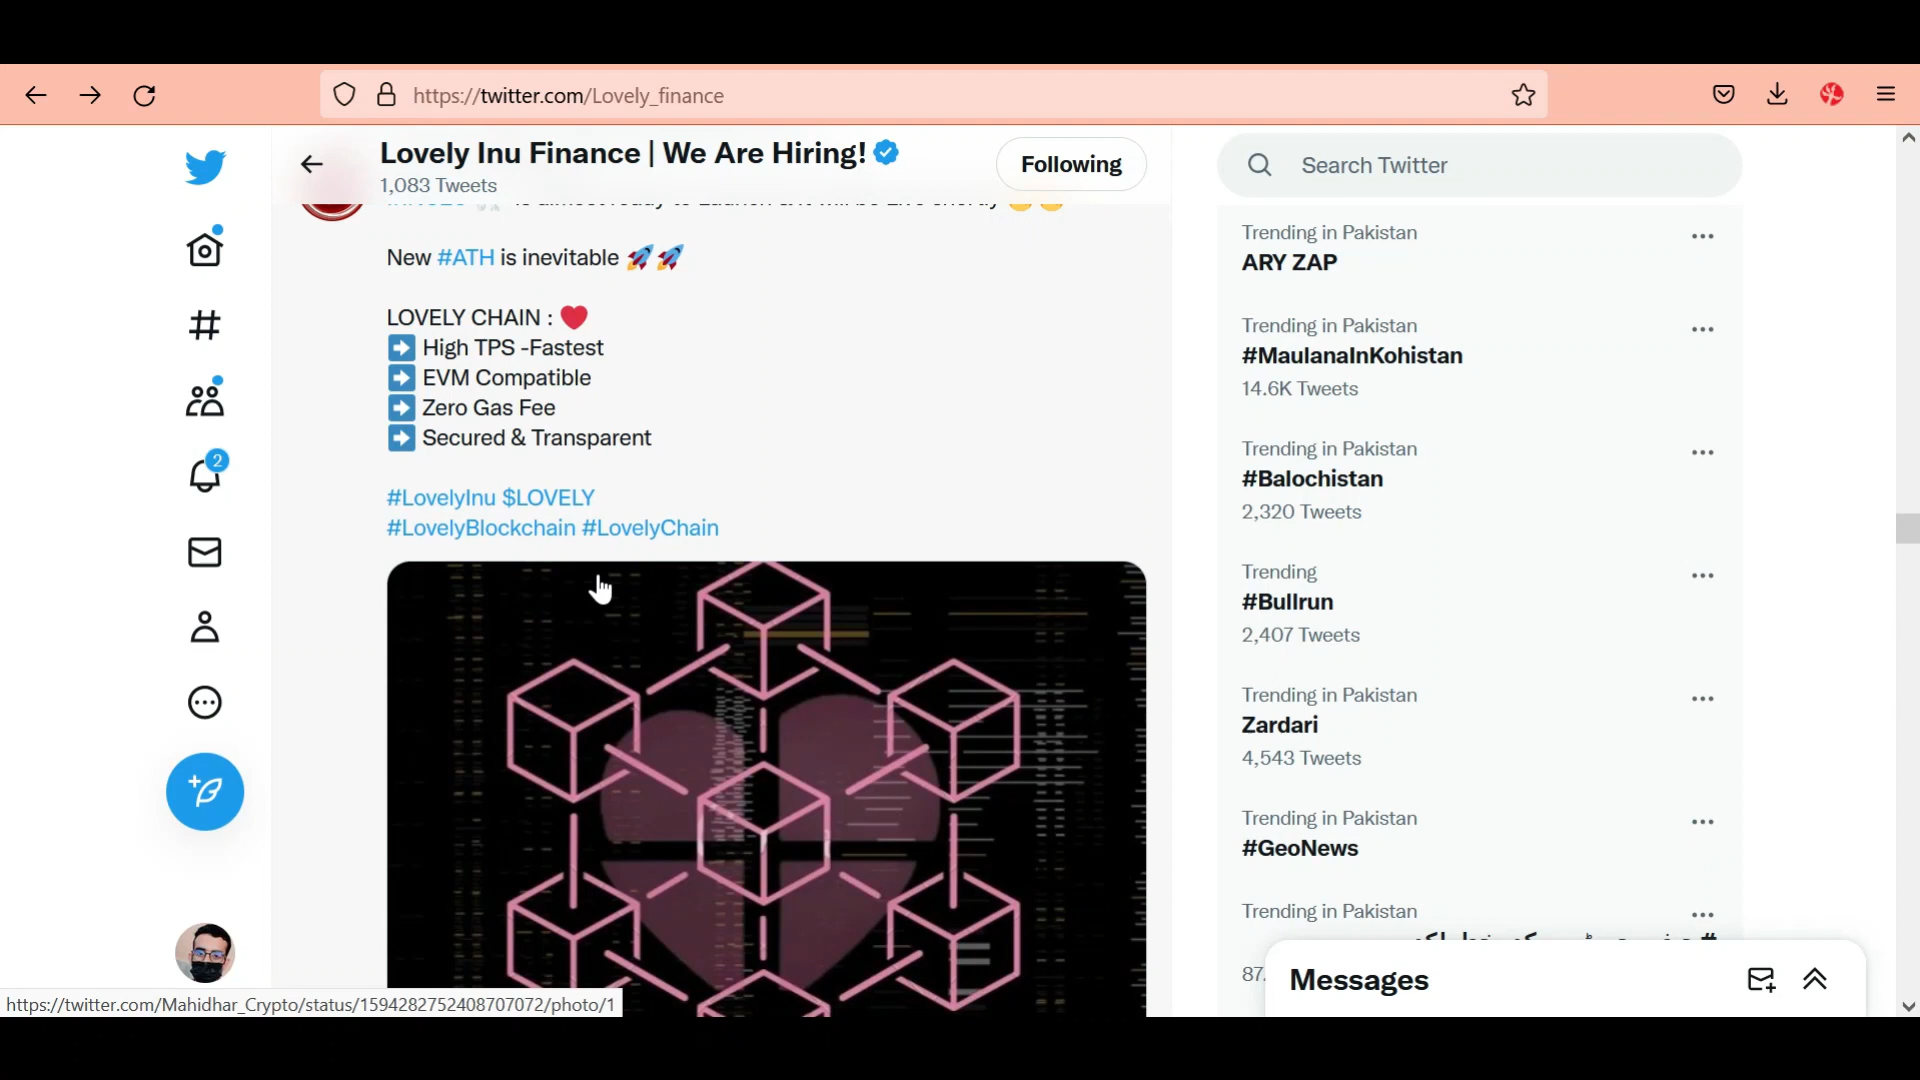 https://twitter.com/Lovely_finance
Lovely Inu Finance | We Are Hiring!
1,083 Tweets
Following
Search Twitter
New #ATH is inevitable 🚀🚀
LOVELY CHAIN : ❤️
➡️ High TPS -Fastest
➡️ EVM Compatible
➡️ Zero Gas Fee
➡️ Secured & Transparent
#LovelyInu $LOVELY
#LovelyBlockchain #LovelyChain
2
Trending in Pakistan
ARY ZAP
Trending in Pakistan
#MaulanaInKohistan
14.6K Tweets
Trending in Pakistan
#Balochistan
2,320 Tweets
Trending
#Bullrun
2,407 Tweets
Trending in Pakistan
Zardari
4,543 Tweets
Trending in Pakistan
#GeoNews
Trending in Pakistan
Messages
https://twitter.com/Mahidhar_Crypto/status/1594282752408707072/photo/1